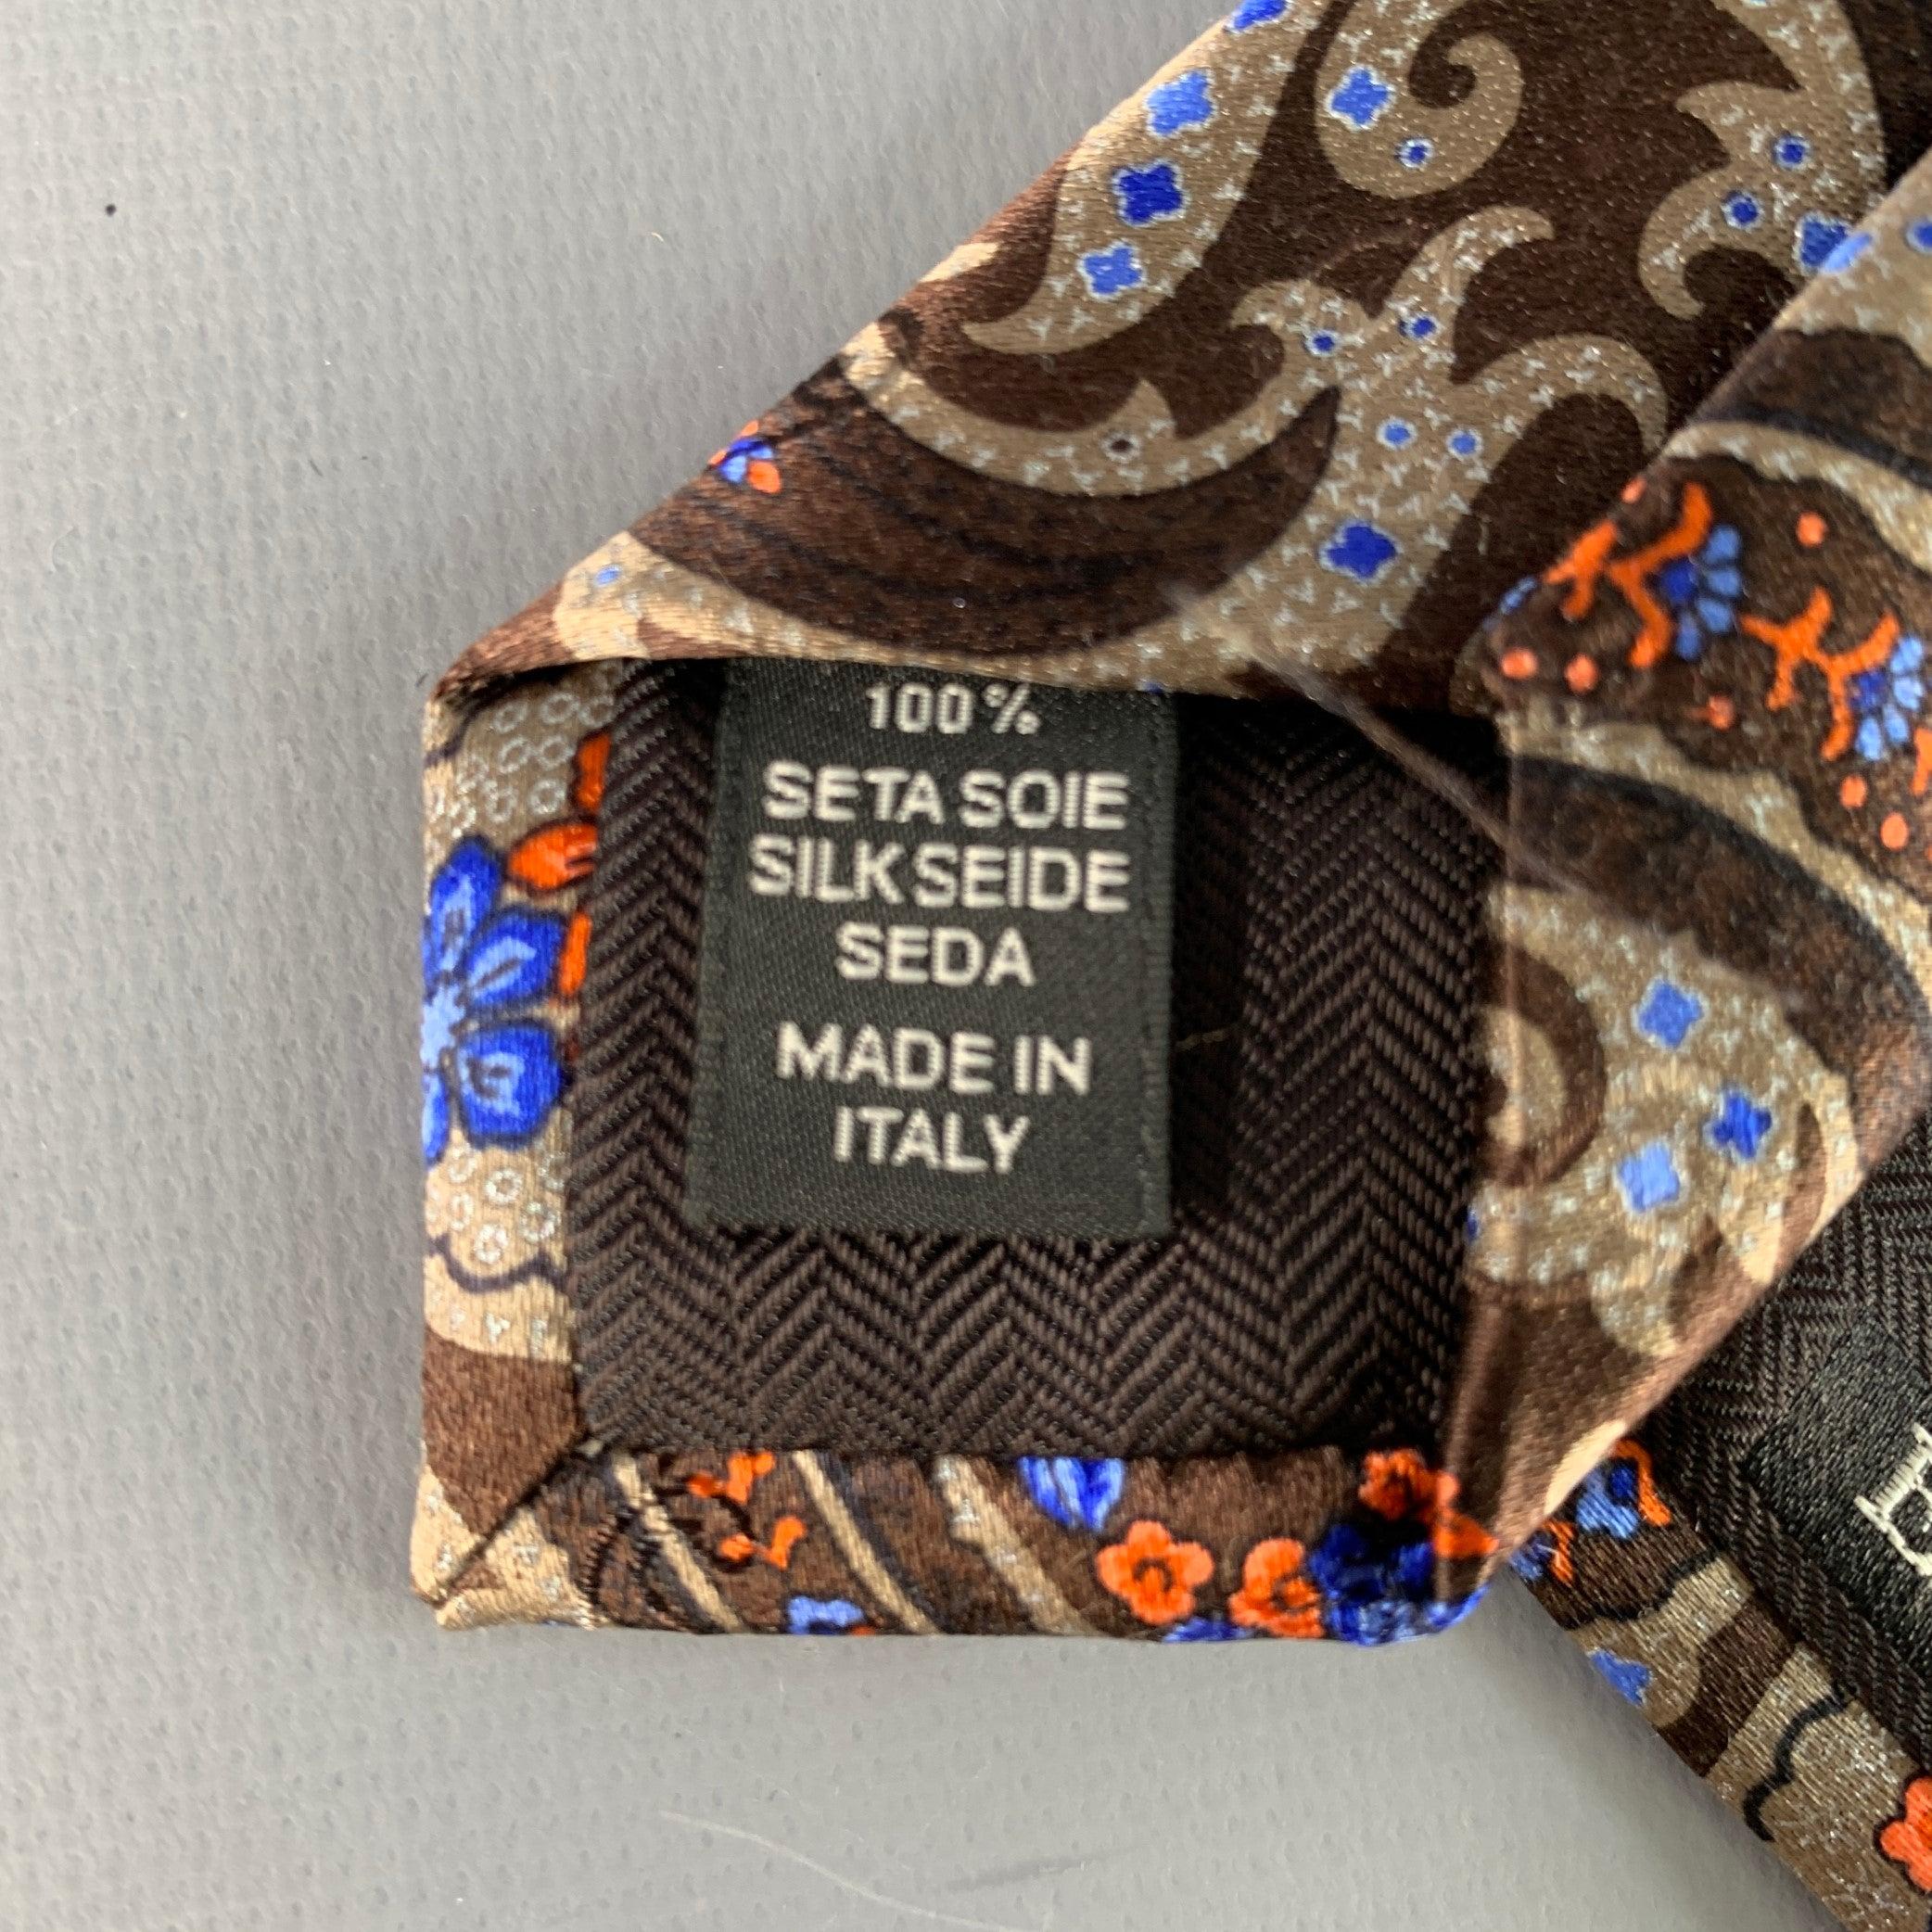 100%
SETA SOIE
SILK SEIDE
SEDA
MADE IN
ITALY